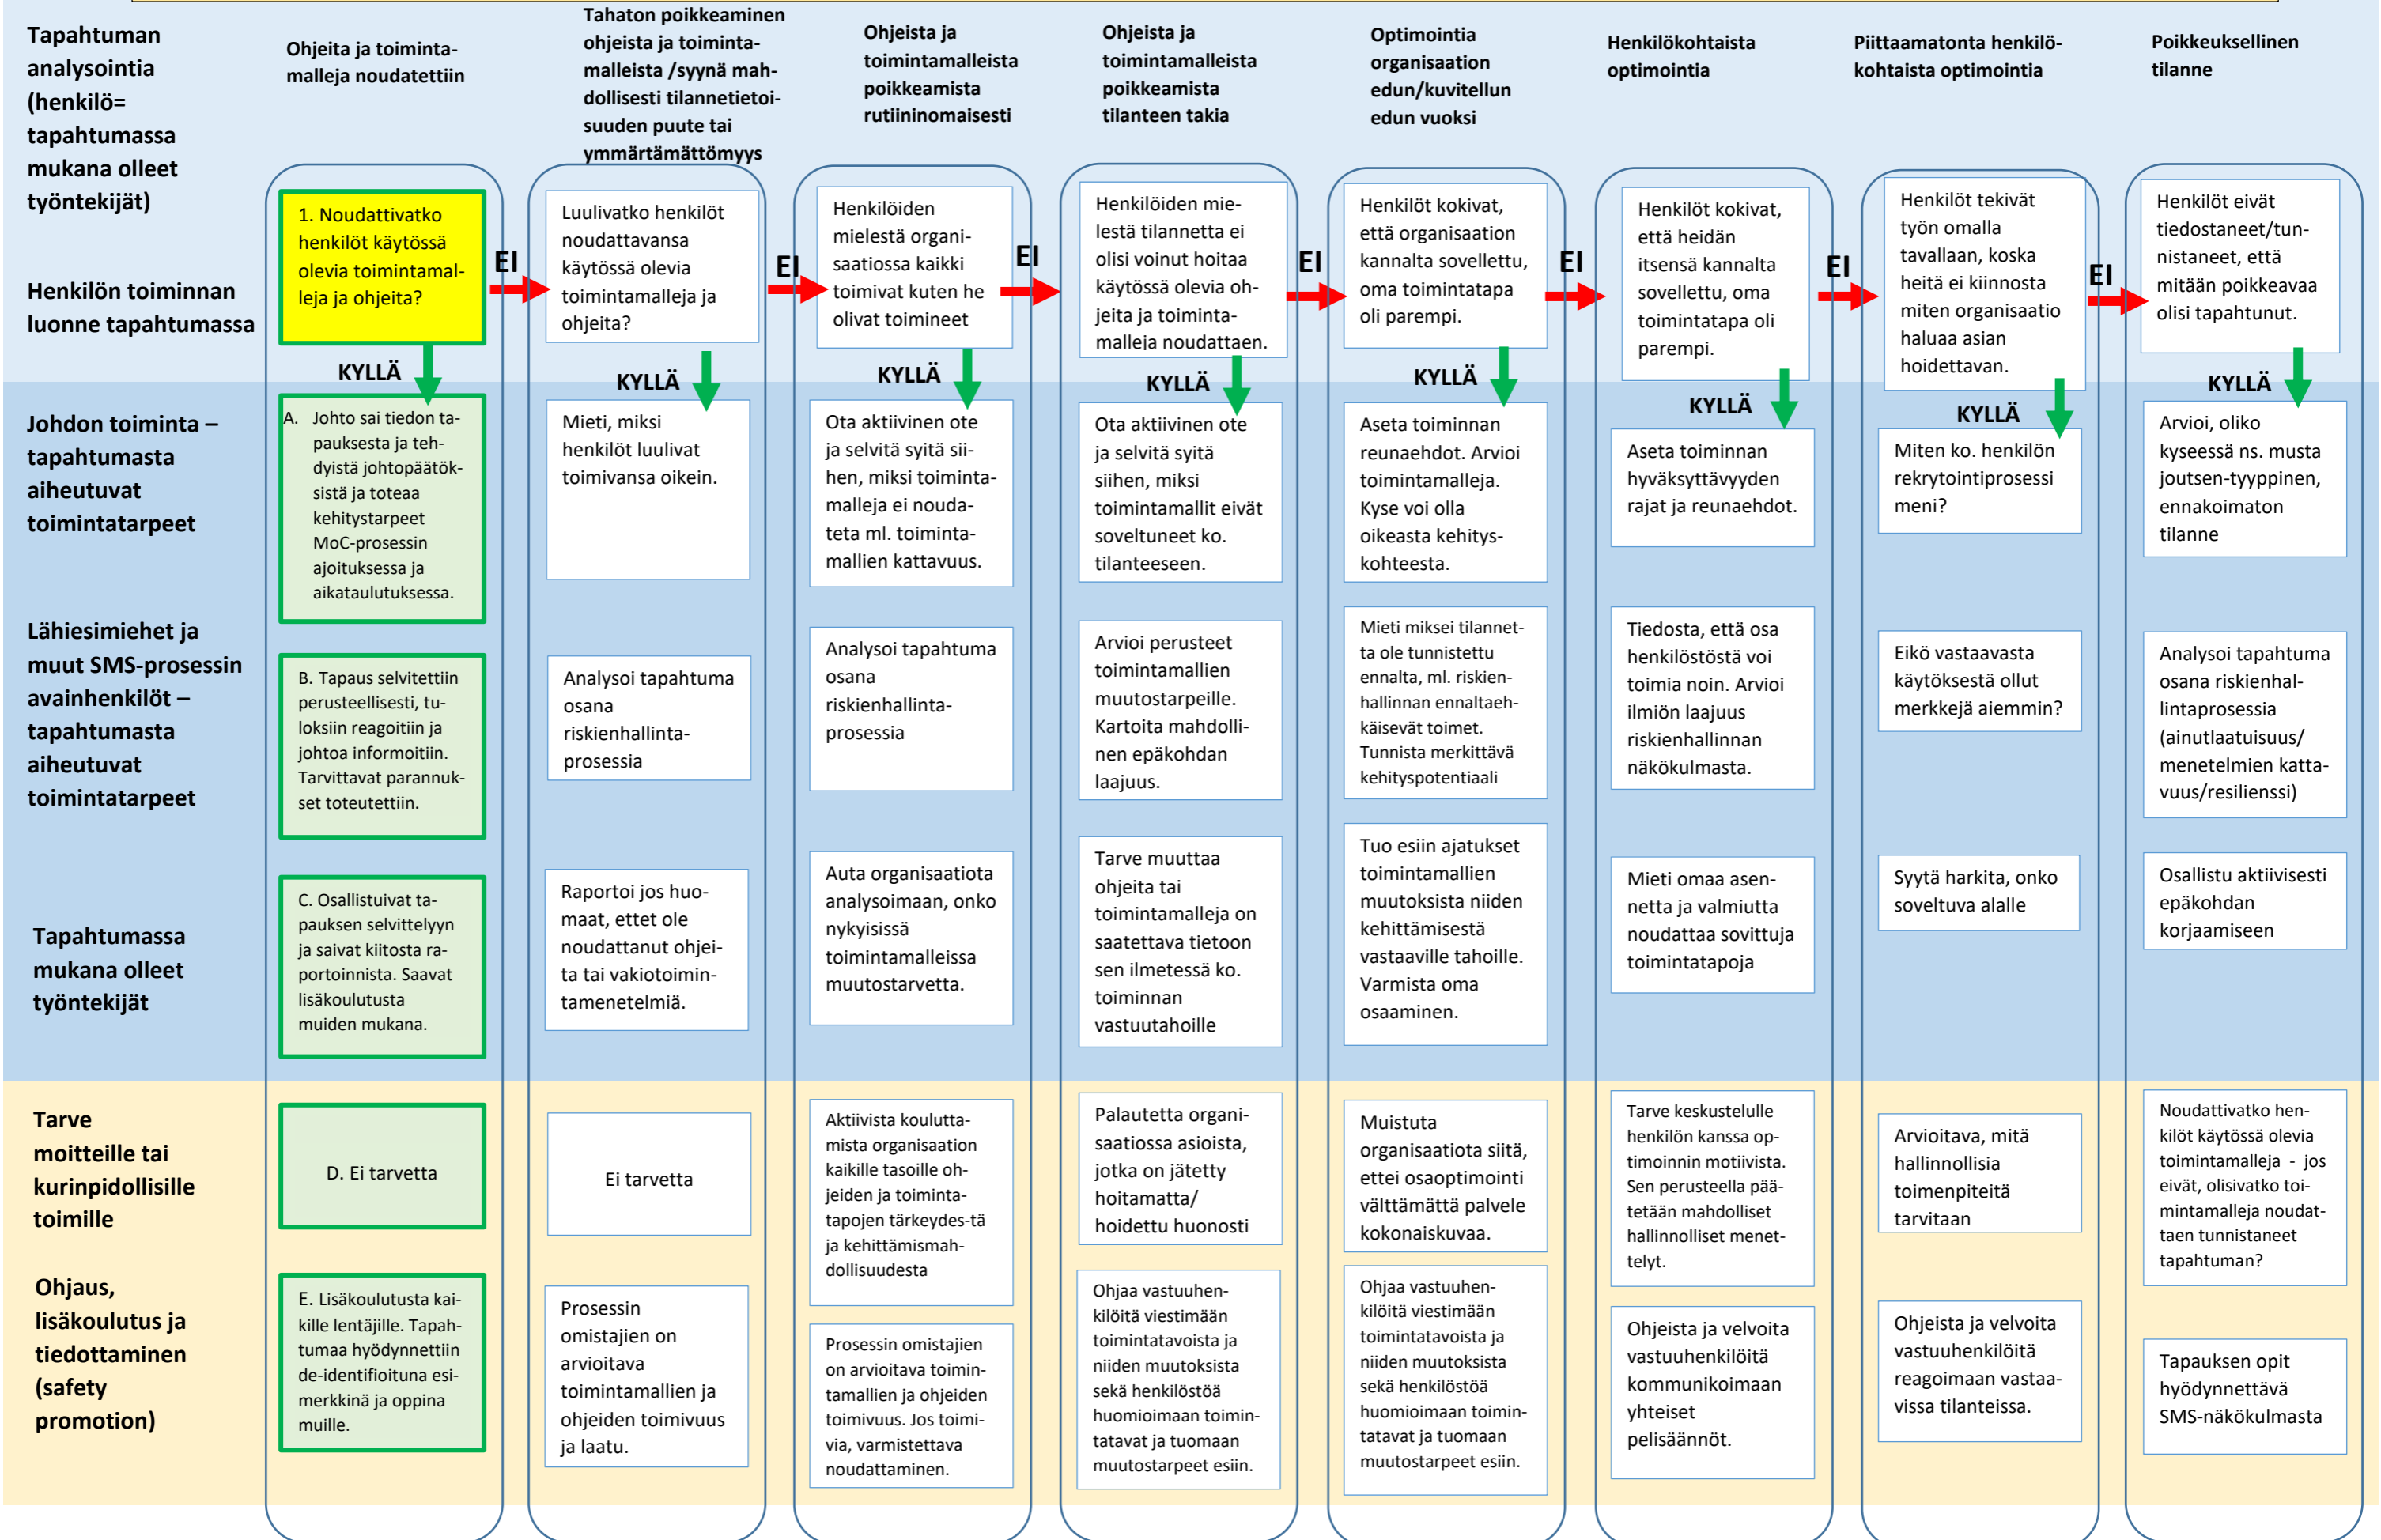 Tapahtuman
analysointia
(henkilö=
tapahtumassa
mukana olleet
työntekijät)
Ohjeita ja toiminta-
malleja noudatettiin
Tahaton poikkeaminen
ohjeista ja toiminta-
malleista /syynä mah-
dollisesti tilannetietoi-
suuden puute tai
ymmärtämättömyys
Ohjeista ja
toimintamalleista
poikkeamista
rutiininomaisesti
Ohjeista ja
toimintamalleista
poikkeamista
tilanteen takia
Optimointia
organisaation
edun/kuvitellun
edun vuoksi
Henkilökohtaista
optimointia
Piittaamatonta henkilö-
kohtaista optimointia
Poikkeuksellinen
tilanne
Henkilön toiminnan
luonne tapahtumassa
1. Noudattivatko
henkilöt käytössä
olevia toimintamal-
leja ja ohjeita?
EI
Luulivatko henkilöt
noudattavansa
käytössä olevia
toimintamalleja ja
ohjeita?
EI
Henkilöiden
mielestä organi-
saatiossa kaikki
toimivat kuten he
olivat toimineet
EI
Henkilöiden mie-
lestä tilannetta ei
olisi voinut hoitaa
käytössä olevia oh-
jeita ja toiminta-
malleja noudattaen.
EI
Henkilöt kokivat,
että organisaation
kannalta sovellettu,
oma toimintatapa
oli parempi.
EI
Henkilöt kokivat,
että heidän
itsensä kannalta
sovellettu, oma
toimintatapa oli
parempi.
EI
Henkilöt tekivät
työn omalla
tavallaan, koska
heitä ei kiinnosta
miten organisaatio
haluaa asian
hoidettavan.
EI
Henkilöt eivät
tiedostaneet/tun-
nistaneet, että
mitään poikkeavaa
olisi tapahtunut.
KYLLÄ
KYLLÄ
KYLLÄ
KYLLÄ
KYLLÄ
KYLLÄ
KYLLÄ
KYLLÄ
Johdon toiminta –
tapahtumasta
aiheutuvat
toimintatarpeet
A. Johto sai tiedon ta-
pauksesta ja teh-
dyistä johtopäätök-
sistä ja toteaa
kehitystarpeet
MoC-prosessin
ajoituksessa ja
aikataulutuksessa.
Mieti, miksi
henkilöt luulivat
toimivansa oikein.
Ota aktiivinen ote
ja selvitä syitä sii-
hen, miksi toiminta-
malleja ei nouda-
teta ml. toiminta-
mallien kattavuus.
Ota aktiivinen ote
ja selvitä syitä
siihen, miksi
toimintamallit eivät
soveltuneet ko.
tilanteeseen.
Aseta toiminnan
reunaehdot. Arvioi
toimintamalleja.
Kyse voi olla
oikeasta kehitys-
kohteesta.
Aseta toiminnan
hyväksyttävyyden
rajat ja reunaehdot.
Miten ko. henkilön
rekrytointiprosessi
meni?
Arvioi, oliko
kyseessä ns. musta
joutsen-tyyppinen,
ennakoimaton
tilanne
Lähiesimiehet ja
muut SMS-prosessin
avainhenkilöt –
tapahtumasta
aiheutuvat
toimintatarpeet
B. Tapaus selvitettiin
perusteellisesti, tu-
loksiin reagoitiin ja
johtoa informoitiin.
Tarvittavat parannuk-
set toteutettiin.
Analysoi tapahtuma
osana
riskienhallinta-
prosessia
Analysoi tapahtuma
osana
riskienhallinta-
prosessia
Arvioi perusteet
toimintamallien
muutostarpeille.
Kartoita mahdolli-
nen epäkohdan
laajuus.
Mieti miksei tilannet-
ta ole tunnistettu
ennalta, ml. riskien-
hallinnan ennaltaeh-
käisevät toimet.
Tunnista merkittävä
kehityspotentiaali
Tiedosta, että osa
henkilöstöstä voi
toimia noin. Arvioi
ilmiön laajuus
riskienhallinnan
näkökulmasta.
Eikö vastaavasta
käytöksestä ollut
merkkejä aiemmin?
Analysoi tapahtuma
osana riskienhal-
lintaprosessia
(ainutlaatuisuus/
menetelmien katta-
vuus/resilienssi)
Tapahtumassa
mukana olleet
työntekijät
C. Osallistuivat ta-
pauksen selvittelyyn
ja saivat kiitosta ra-
portoinnista. Saavat
lisäkoulutusta
muiden mukana.
Raportoi jos huo-
maat, ettet ole
noudattanut ohjei-
ta tai vakiotoimin-
tamenetelmiä.
Auta organisaatiota
analysoimaan, onko
nykyisissä
toimintamalleissa
muutostarvetta.
Tarve muuttaa
ohjeita tai
toimintamalleja on
saatettava tietoon
sen ilmetessä ko.
toiminnan
vastuutahoille
Tuo esiin ajatukset
toimintamallien
muutoksista niiden
kehittämisestä
vastaaville tahoille.
Varmista oma
osaaminen.
Mieti omaa asen-
netta ja valmiutta
noudattaa sovittuja
toimintatapoja
Syytä harkita, onko
soveltuva alalle
Osallistu aktiivisesti
epäkohdan
korjaamiseen
Tarve
moitteille tai
kurinpidollisille
toimille
D. Ei tarvetta
Ei tarvetta
Aktiivista koulutta-
mista organisaation
kaikille tasoille oh-
jeiden ja toiminta-
tapojen tärkeydes-tä
ja kehittämismah-
dollisuudesta
Palautetta organi-
saatiossa asioista,
jotka on jätetty
hoitamatta/
hoidettu huonosti
Muistuta
organisaatiota siitä,
ettei osaoptimointi
välttämättä palvele
kokonaiskuvaa.
Tarve keskustelulle
henkilön kanssa op-
timoinnin motiivista.
Sen perusteella pää-
tetään mahdolliset
hallinnolliset menet-
telyt.
Arvioitava, mitä
hallinnollisia
toimenpiteitä
tarvitaan
Noudattivatko hen-
kilöt käytössä olevia
toimintamalleja - jos
eivät, olisivatko toi-
mintamalleja noudat-
taen tunnistaneet
tapahtuman?
Ohjaus,
lisäkoulutus ja
tiedottaminen
(safety
promotion)
E. Lisäkoulutusta kai-
kille lentäjille. Tapah-
tumaa hyödynnettiin
de-identifioituna esi-
merkkinä ja oppina
muille.
Prosessin
omistajien on
arvioitava
toimintamallien ja
ohjeiden toimivuus
ja laatu.
Prosessin omistajien
on arvioitava toimin-
tamallien ja ohjeiden
toimivuus. Jos toimi-
via, varmistettava
noudattaminen.
Ohjaa vastuuhen-
kilöitä viestimään
toimintatavoista ja
niiden muutoksista
sekä henkilöstöä
huomioimaan toimin-
tatavat ja tuomaan
muutostarpeet esiin.
Ohjaa vastuuhen-
kilöitä viestimään
toimintatavoista ja
niiden muutoksista
sekä henkilöstöä
huomioimaan toimin-
tatavat ja tuomaan
muutostarpeet esiin.
Ohjeista ja velvoita
vastuuhenkilöitä
kommunikoimaan
yhteiset
pelisäännöt.
Ohjeista ja velvoita
vastuuhenkilöitä
reagoimaan vastaa-
vissa tilanteissa.
Tapauksen opit
hyödynnettävä
SMS-näkökulmasta